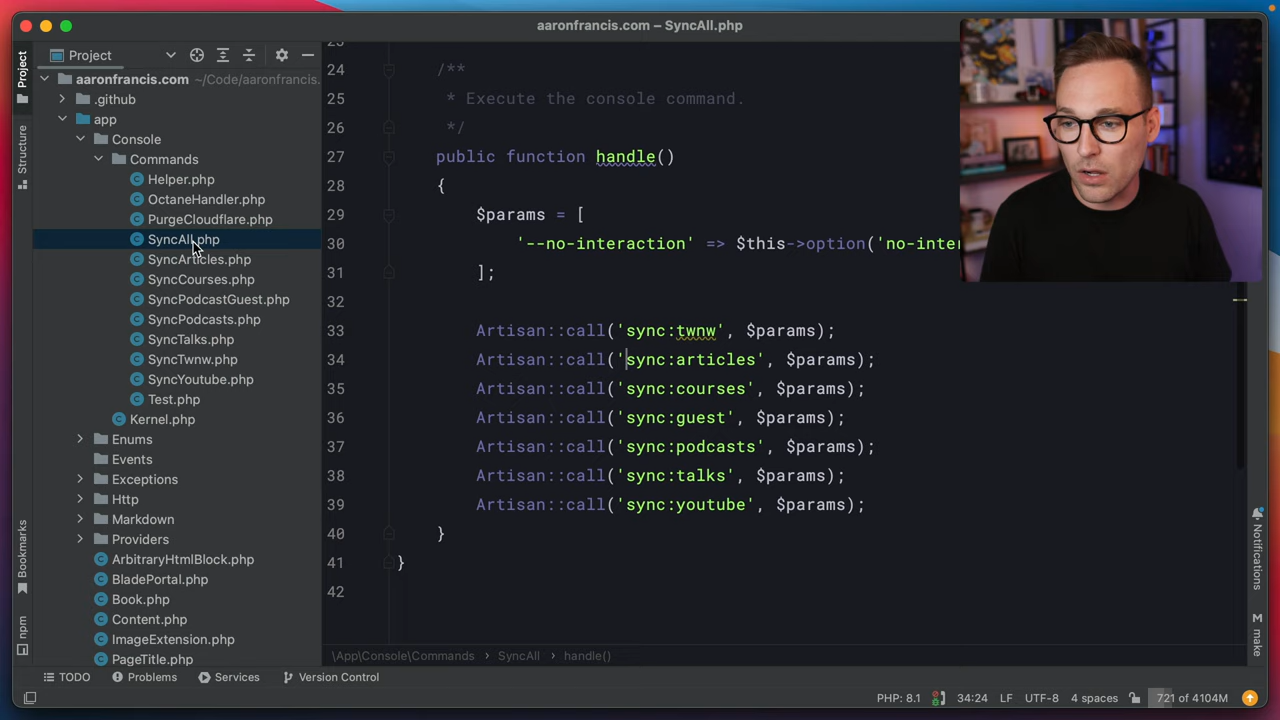 aaronfrancis.com – SyncAll.php
Project
Project
Structure
Bookmarks
npm
aaronfrancis.com ~/Code/aaronfrancis.
.github
app
Console
Commands
Helper.php
OctaneHandler.php
PurgeCloudflare.php
SyncAll.php
SyncArticles.php
SyncCourses.php
SyncPodcastGuest.php
SyncPodcasts.php
SyncTalks.php
SyncTwnw.php
SyncYoutube.php
Test.php
Kernel.php
Enums
Events
Exceptions
Http
Markdown
Providers
ArbitraryHtmlBlock.php
BladePortal.php
Book.php
Content.php
ImageExtension.php
PageTitle.php
24 /**
25 * Execute the console command.
26 */
27 public function handle()
28 {
29 $params = [
30 '--no-interaction' => $this->option('no-inter
31 ];
32
33 Artisan::call('sync:twnw', $params);
34 Artisan::call('sync:articles', $params);
35 Artisan::call('sync:courses', $params);
36 Artisan::call('sync:guest', $params);
37 Artisan::call('sync:podcasts', $params);
38 Artisan::call('sync:talks', $params);
39 Artisan::call('sync:youtube', $params);
40 }
41 }
42
\App\Console\Commands SyncAll handle()
Notifications
M make
TODO Problems Services Version Control
PHP: 8.1 34:24 LF UTF-8 4 spaces 721 of 4104M